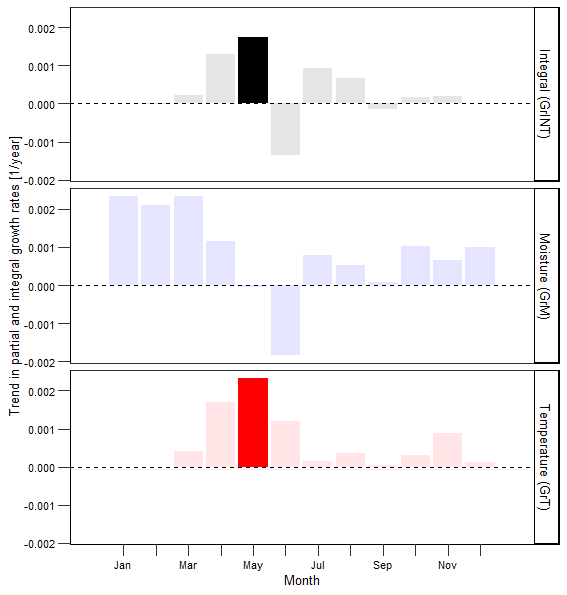 Trend in partial and integral growth rates [1/year]
0.002
0.001
0.000
-0.001
-0.002
Integral (GrINT)
0.002
0.001
0.000
-0.001
-0.002
Moisture (GrM)
0.002
0.001
0.000
-0.001
-0.002
Temperature (GrT)
Jan Mar May Jul Sep Nov
Month